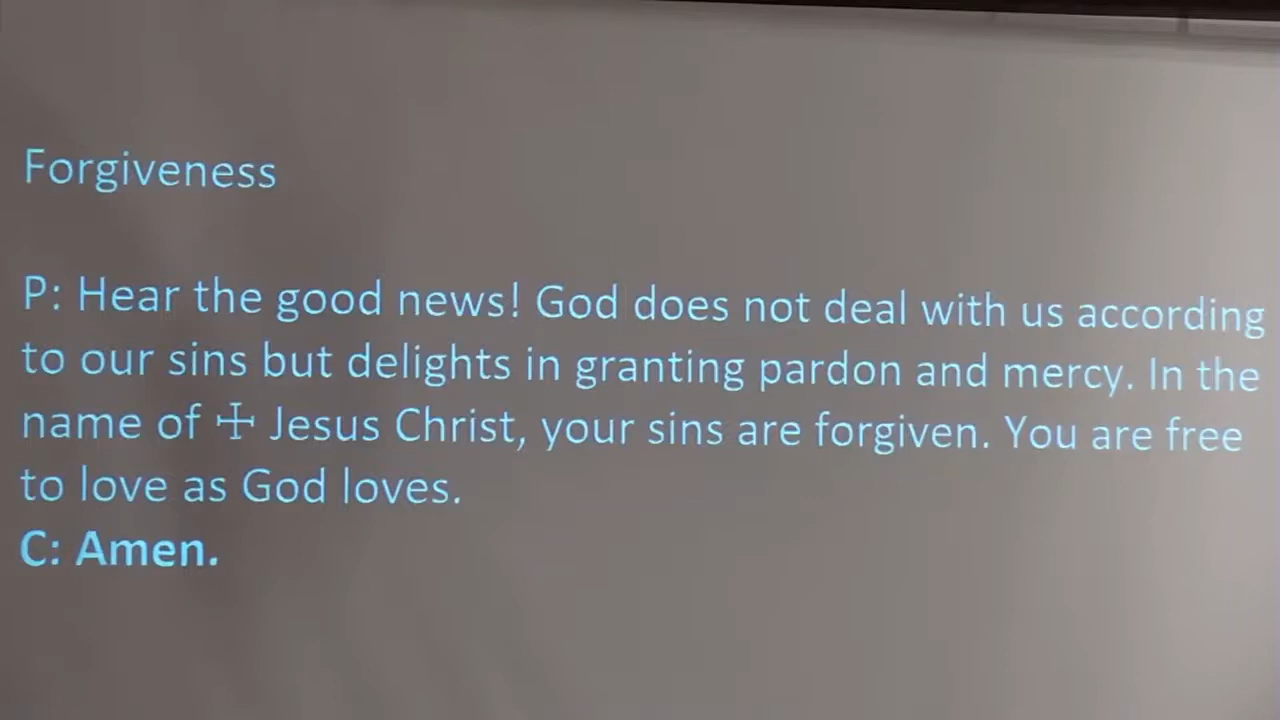 Forgiveness
P: Hear the good news! God does not deal with us according
to our sins but delights in granting pardon and mercy. In the
name of ☩ Jesus Christ, your sins are forgiven. You are free
to love as God loves.
C: Amen.